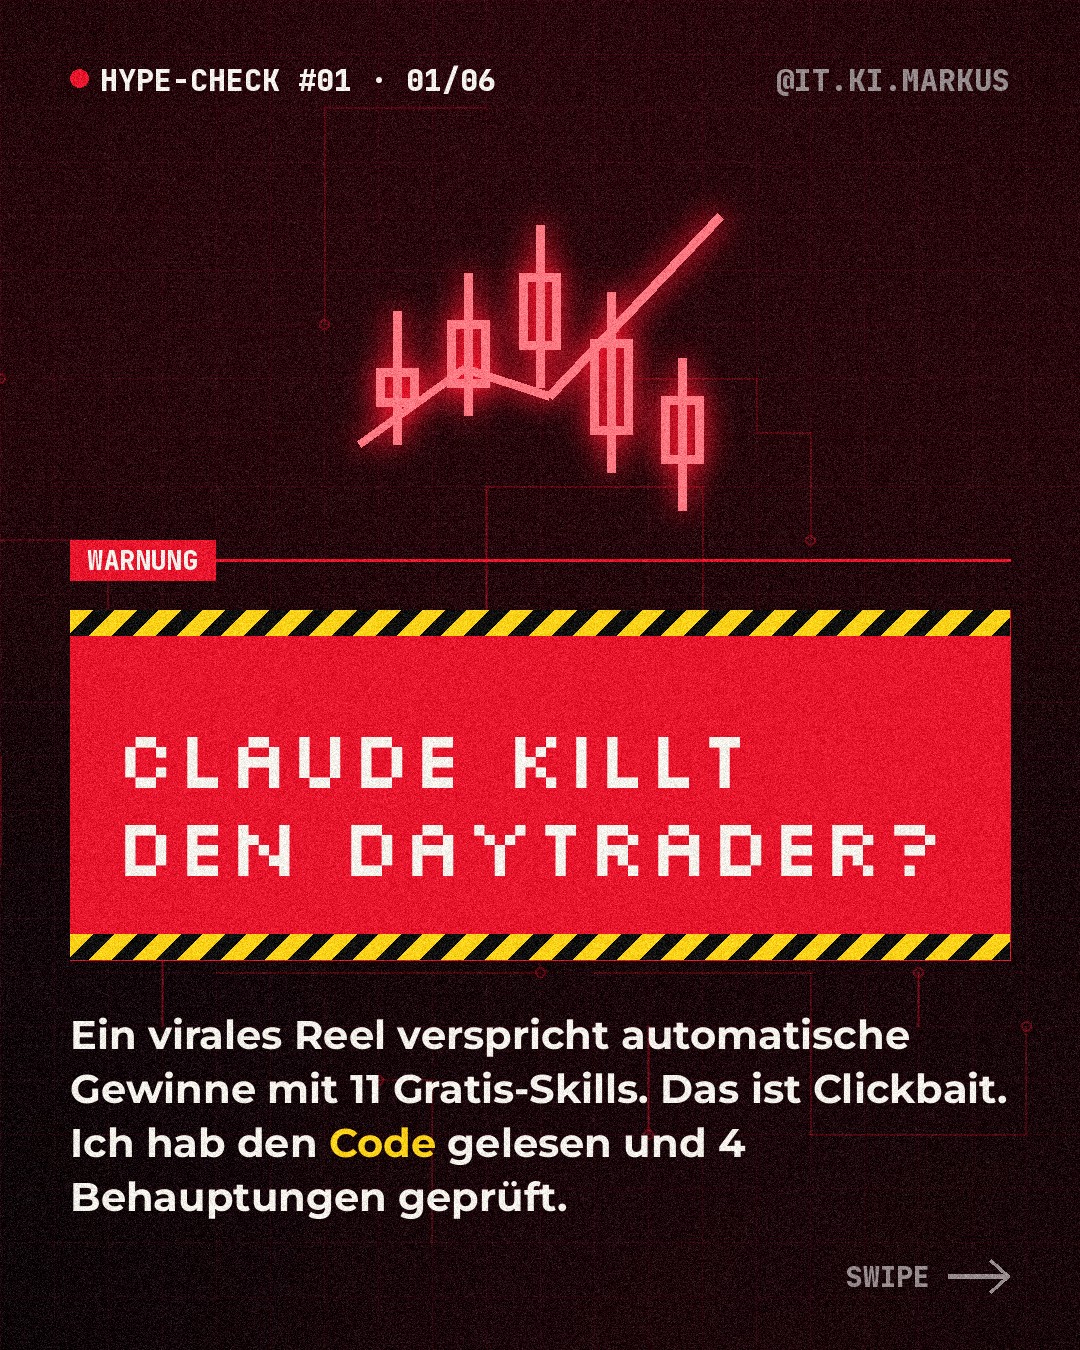 HYPE-CHECK #01 · 01/06
@IT.KI.MARKUS
WARNUNG
CLAUDE KILLT
DEN DAYTRADER?
Ein virales Reel verspricht automatische
Gewinne mit 11 Gratis-Skills. Das ist Clickbait.
Ich hab den Code gelesen und 4
Behauptungen geprüft.
SWIPE